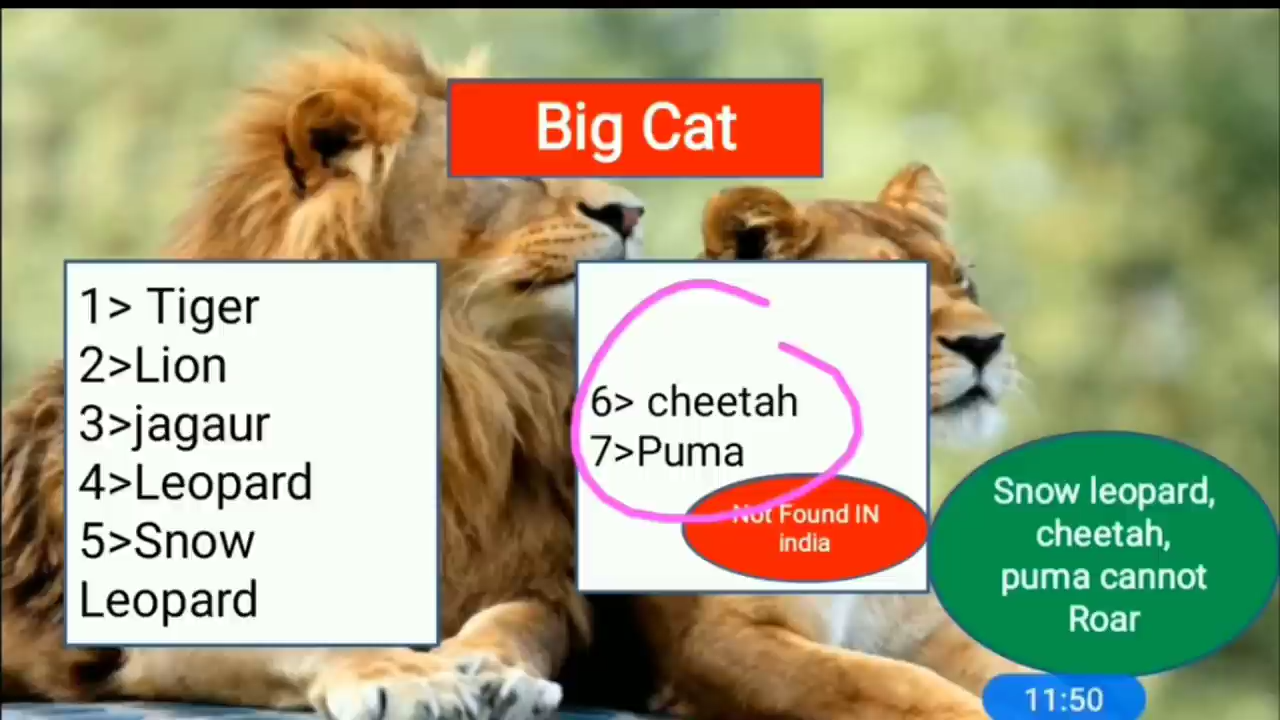 Big Cat
1> Tiger
2>Lion
3>jagaur
4>Leopard
5>Snow
Leopard
6> cheetah
7>Puma
Not Found IN
india
Snow leopard,
cheetah,
puma cannot
Roar
11:50